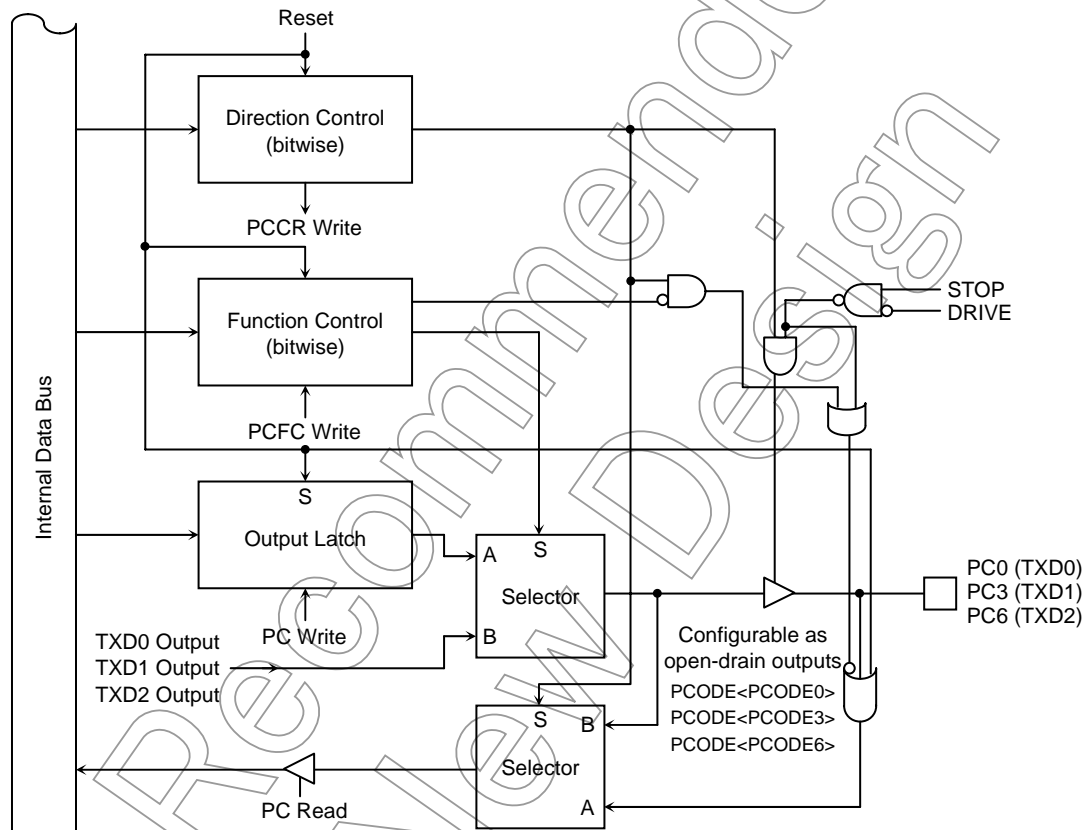 Reset
Direction Control
(bitwise)
PCCR Write
Function Control
(bitwise)
STOP
DRIVE
PCFC Write
Internal Data Bus
S
Output Latch
A
S
Selector
B
PC Write
TXD0 Output
TXD1 Output
TXD2 Output
PC0 (TXD0)
PC3 (TXD1)
PC6 (TXD2)
Configurable as
open-drain outputs
PCODE<PCODE0>
PCODE<PCODE3>
PCODE<PCODE6>
S
B
Selector
A
PC Read
Recommende
New Design